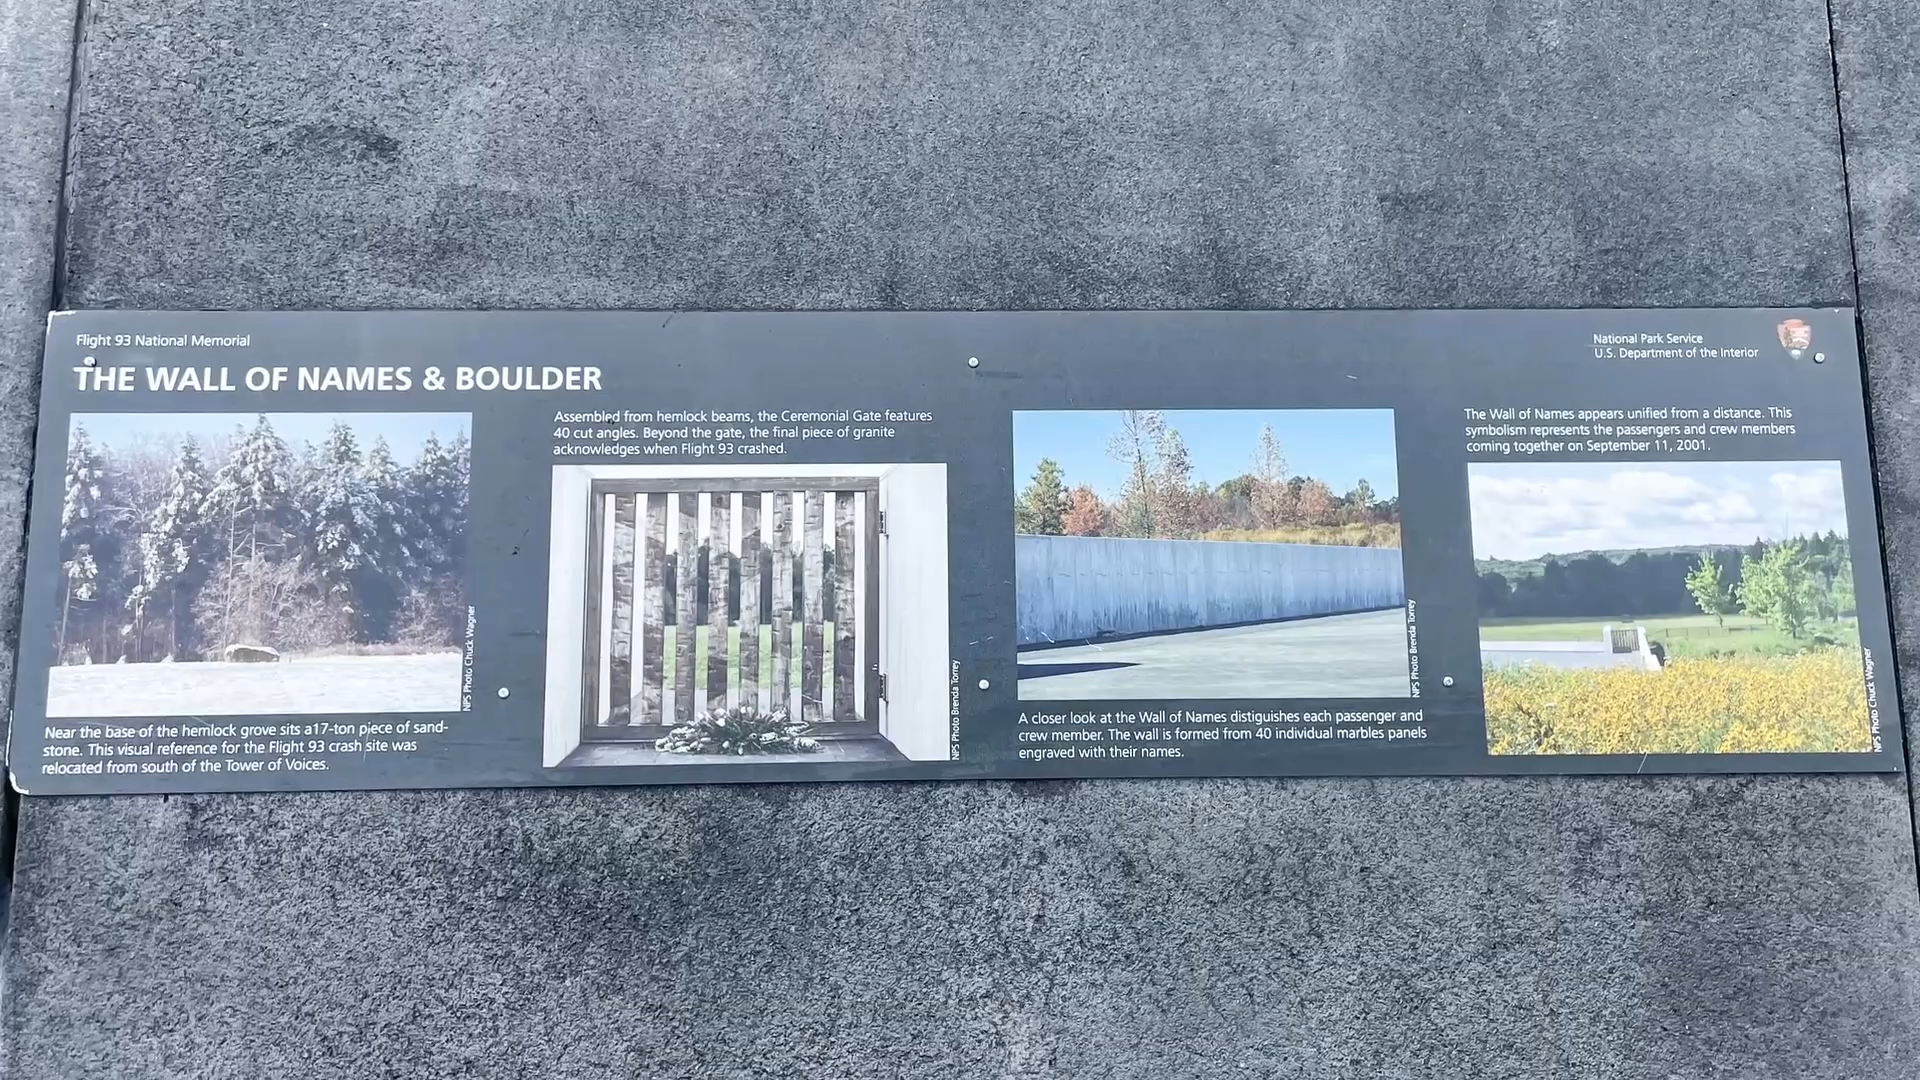 Flight 93 National Memorial
THE WALL OF NAMES & BOULDER
National Park Service
U.S. Department of the Interior
NPS Photo Chuck Wagner
Near the base of the hemlock grove sits a17-ton piece of sand-
stone. This visual reference for the Flight 93 crash site was
relocated from south of the Tower of Voices.
Assembled from hemlock beams, the Ceremonial Gate features
40 cut angles. Beyond the gate, the final piece of granite
acknowledges when Flight 93 crashed.
NPS Photo Brenda Torrey
NPS Photo Brenda Torrey
A closer look at the Wall of Names distiguishes each passenger and
crew member. The wall is formed from 40 individual marbles panels
engraved with their names.
The Wall of Names appears unified from a distance. This
symbolism represents the passengers and crew members
coming together on September 11, 2001.
NPS Photo Chuck Wagner